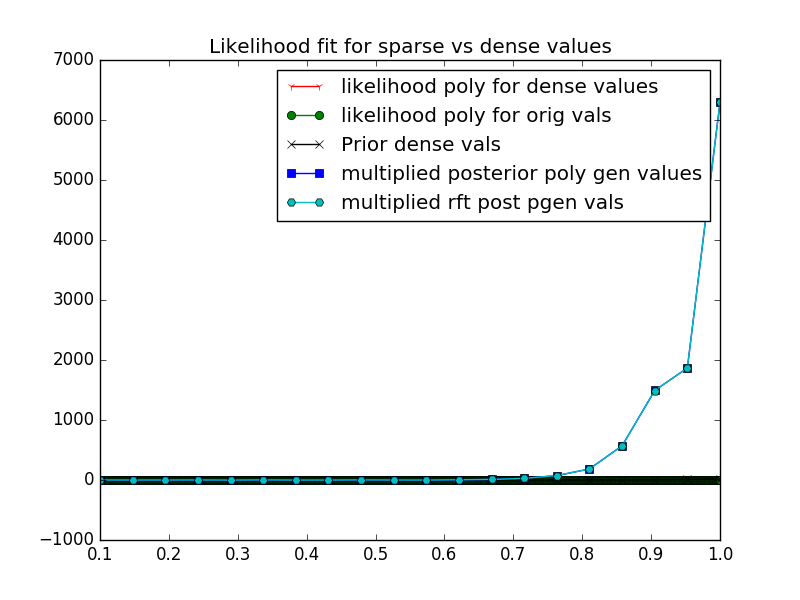 Likelihood fit for sparse vs dense values
7000
6000
5000
4000
3000
2000
1000
0
−1000
likelihood poly for dense values
likelihood poly for orig vals
Prior dense vals
multiplied posterior poly gen values
multiplied rft post pgen vals
0.1 0.2 0.3 0.4 0.5 0.6 0.7 0.8 0.9 1.0